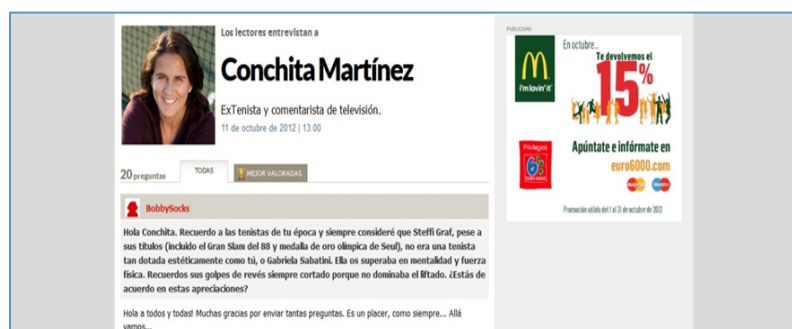 Los lectores entrevistan a
Conchita Martínez
ExTenista y comentarista de televisión.
11 de octubre de 2012 | 13:00
20 preguntas
TODAS
MEJOR VALORADAS
BobbySocks
Hola Conchita. Recuerdo a las tenistas de tu época y siempre consideré que Steffi Graf, pese a
sus títulos (incluido el Gran Slam del 88 y medalla de oro olímpica de Seul), no era una tenista
tan dotada estéticamente como tú, o Gabriela Sabatini. Ella os superaba en mentalidad y fuerza
física. Recuerdos sus golpes de revés siempre cortado porque no dominaba el liftado. ¿Estás de
acuerdo en estas apreciaciones?
Hola a todos y todas! Muchas gracias por enviar tantas preguntas. Es un placer, como siempre... Allá
vamos...
PUBLICIDAD
i'm lovin' it
En octubre...
Te devolvemos el
15%
Privilegios
Apúntate e infórmate en
euro6000.com
Promoción válida del 1 al 31 de octubre de 2012